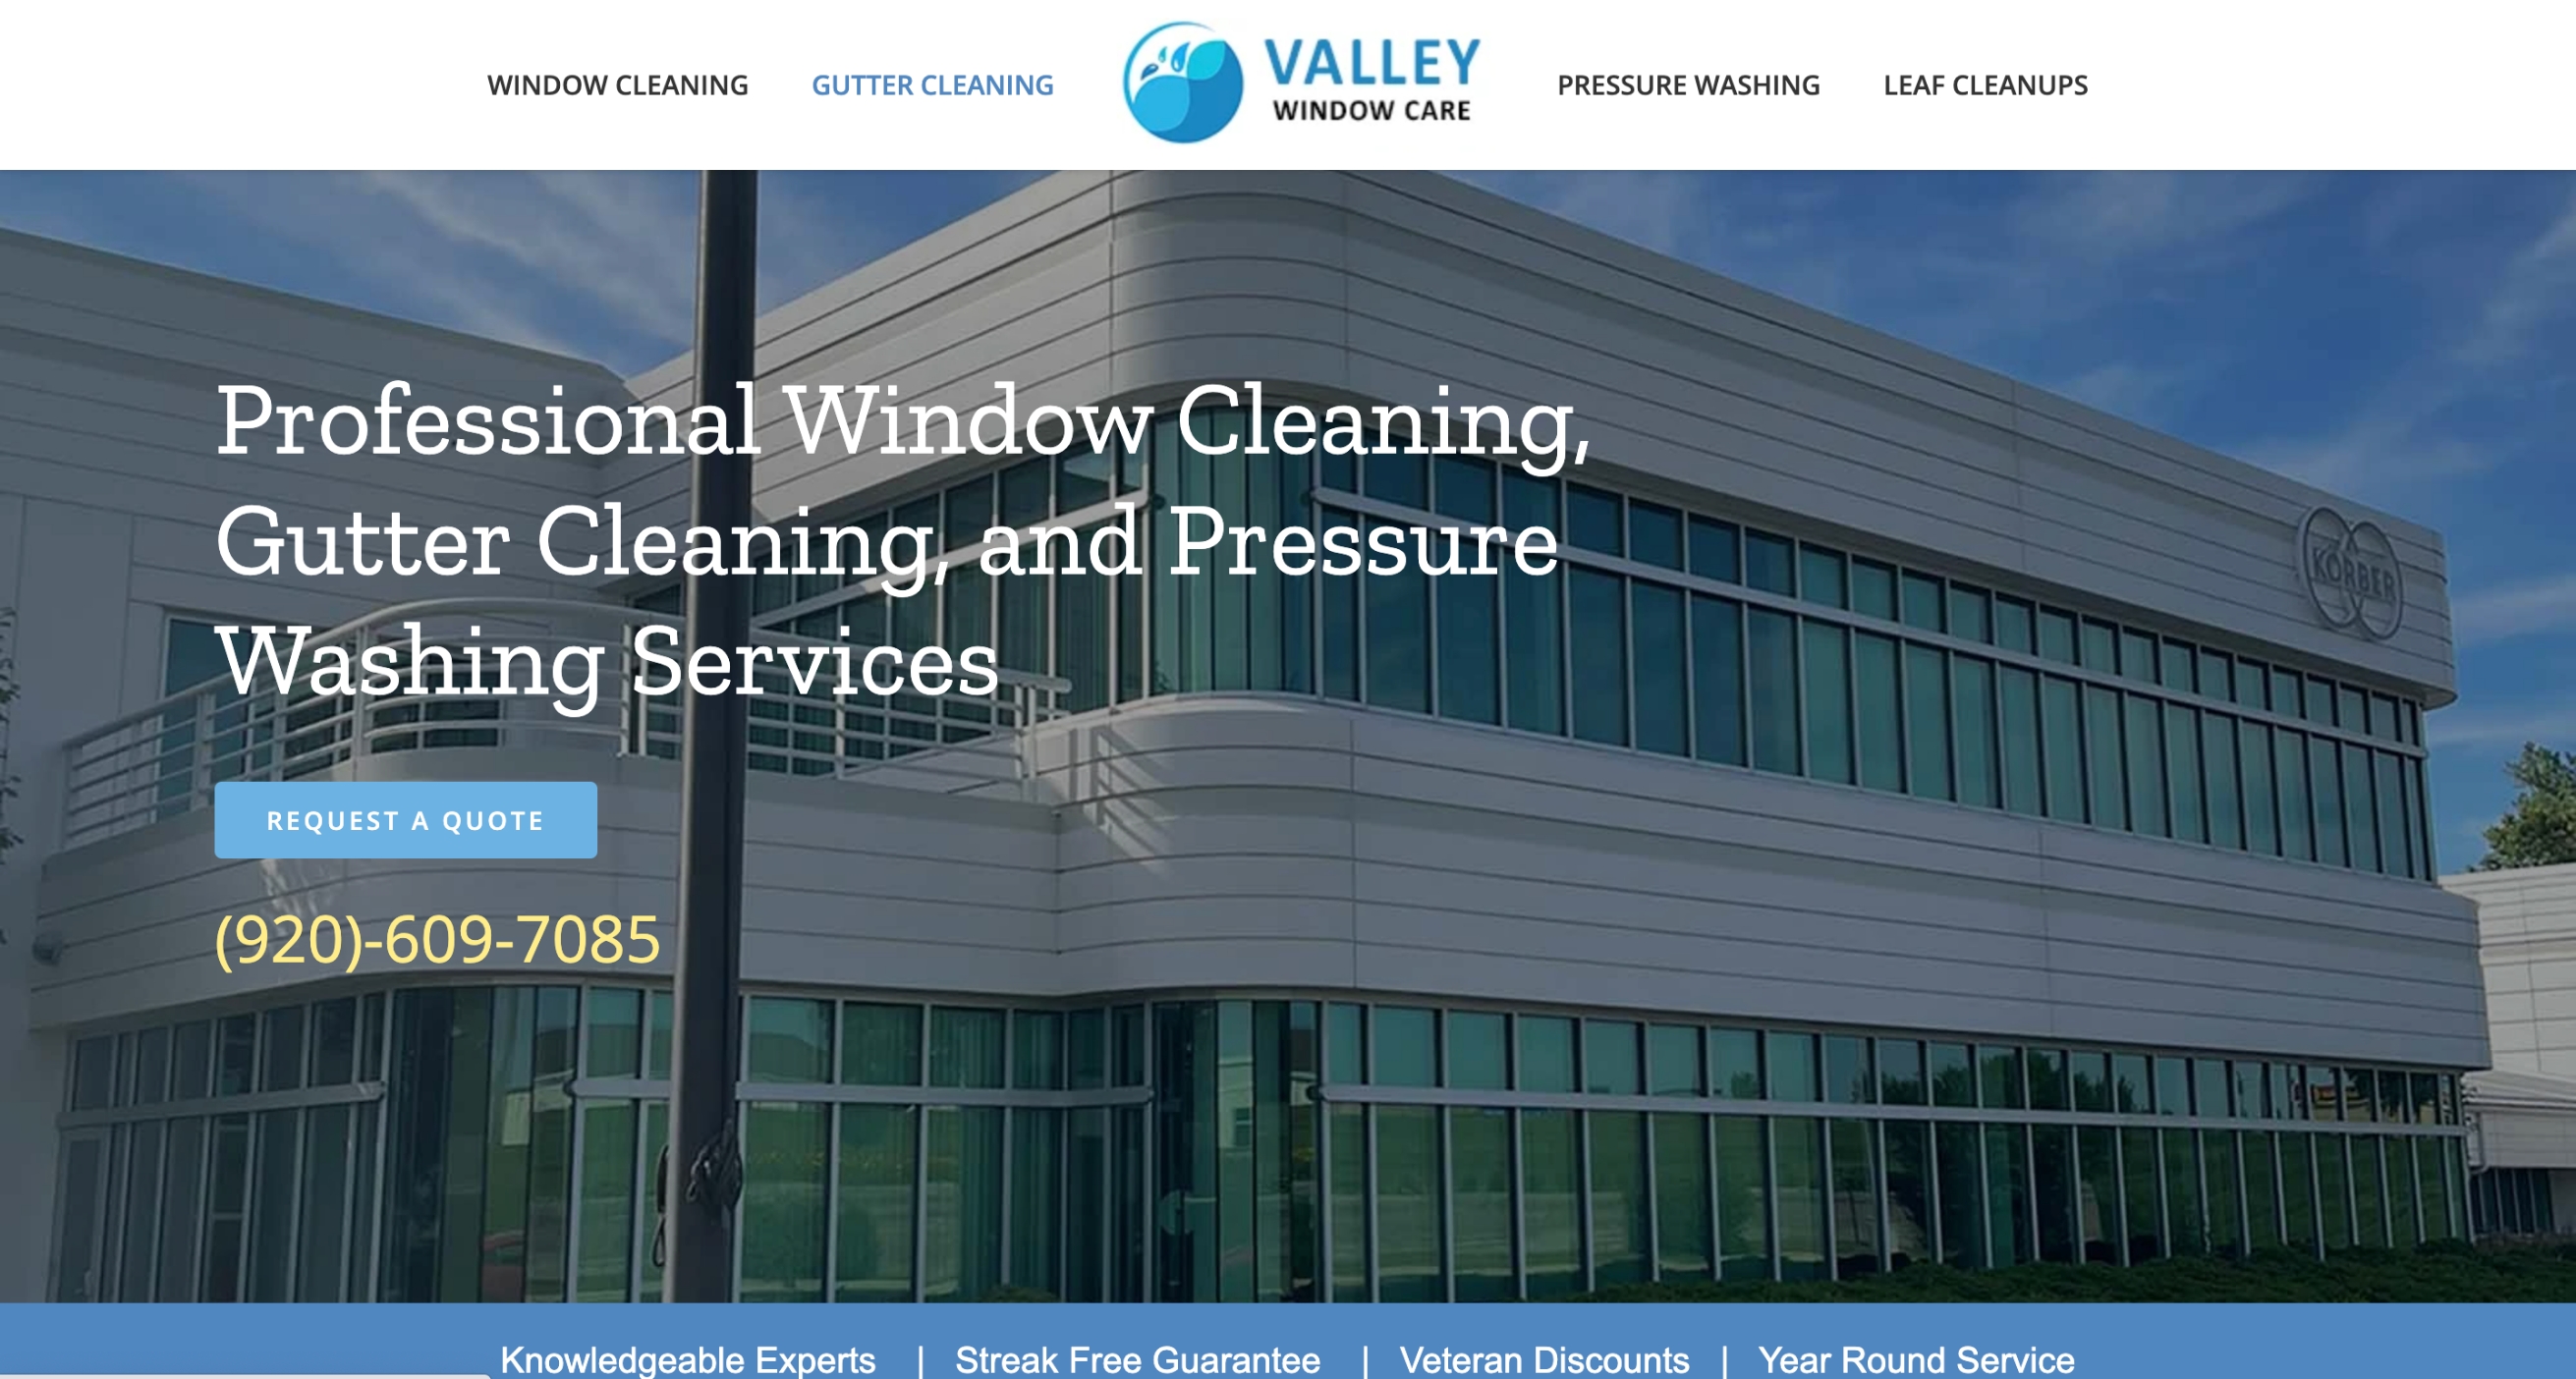 WINDOW CLEANING
GUTTER CLEANING
VALLEY
WINDOW CARE
PRESSURE WASHING
LEAF CLEANUPS
Professional Window Cleaning,
Gutter Cleaning, and Pressure
Washing Services
KÖRBER
REQUEST A QUOTE
(920)-609-7085
Knowledgeable Experts | Streak Free Guarantee | Veteran Discounts | Year Round Service